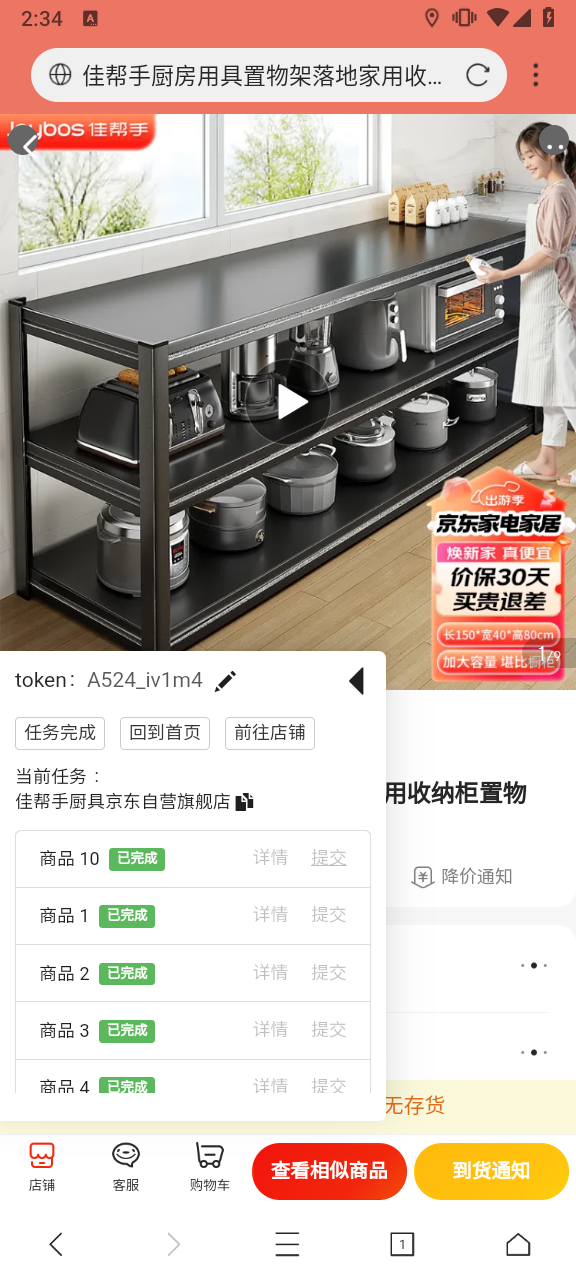 2:34
A
佳帮手厨房用具置物架落地家用收...
Joybos 佳帮手
出游季
京东家电家居
焕新家 真便宜
价保30天
买贵退差
长150*宽40*高80cm
加大容量 堪比橱柜
1/9
token： A524_iv1m4
任务完成 回到首页 前往店铺
当前任务：
佳帮手厨具京东自营旗舰店
用收纳柜置物
商品 10 已完成 详情 提交
降价通知
商品 1 已完成 详情 提交
商品 2 已完成 详情 提交
商品 3 已完成 详情 提交
商品 4 已完成 详情 提交
无存货
店铺 客服 购物车 查看相似商品 到货通知
1